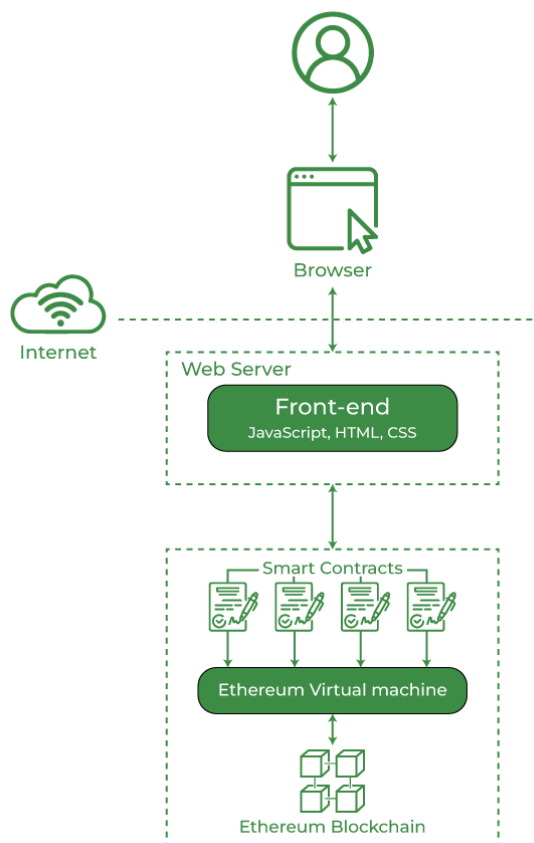 Browser
Internet
Web Server
Front-end
JavaScript, HTML, CSS
Smart Contracts
Ethereum Virtual machine
Ethereum Blockchain